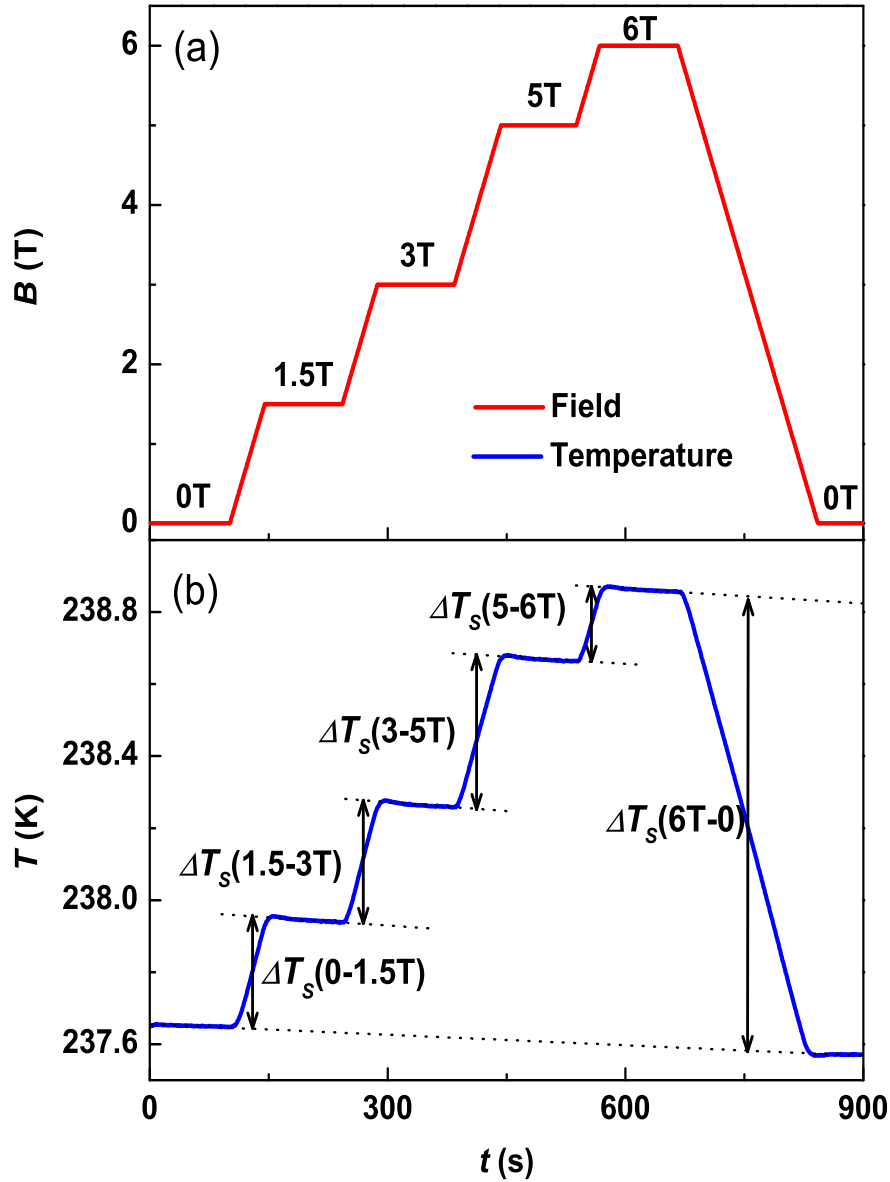 (a)
6T
6
5T
4
3T
B (T)
2
1.5T
Field
Temperature
0T
0T
0
(b)
238.8
ΔTS(5-6T)
ΔTS(3-5T)
238.4
ΔTS(6T-0)
T (K)
ΔTS(1.5-3T)
238.0
ΔTS(0-1.5T)
237.6
0 300 600 900
t (s)